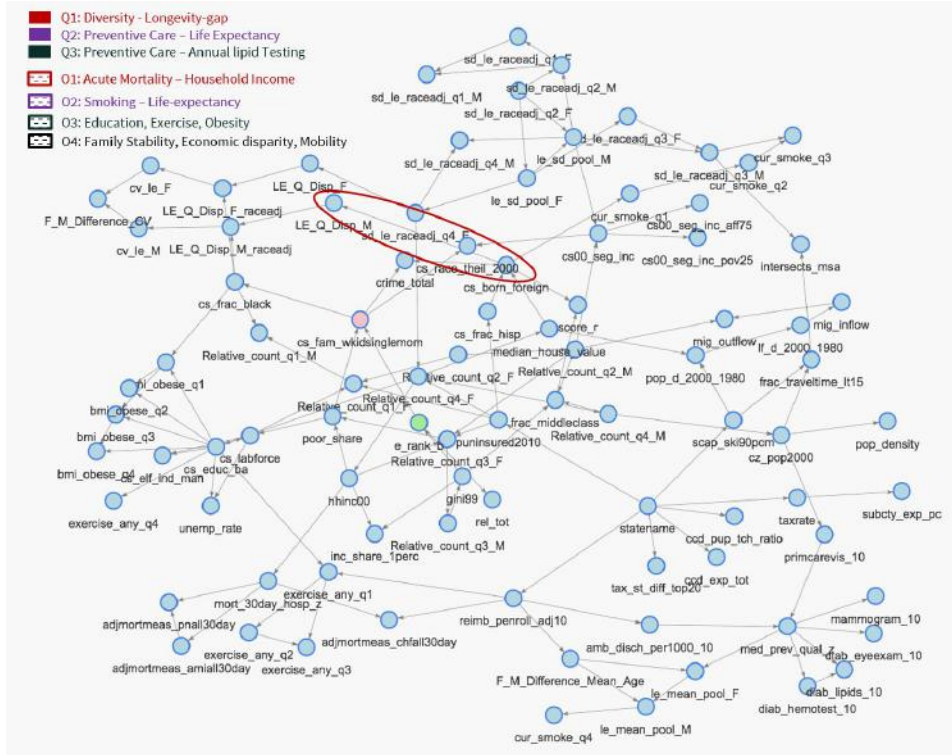 Q1: Diversity - Longevity-gap
Q2: Preventive Care – Life Expectancy
Q3: Preventive Care – Annual lipid Testing
O1: Acute Mortality – Household Income
O2: Smoking – Life-expectancy
O3: Education, Exercise, Obesity
O4: Family Stability, Economic disparity, Mobility
sd_le_raceadj_q1_F
sd_le_raceadj_q1_M
sd_le_raceadj_q2_M
sd_le_raceadj_q2_F
sd_le_raceadj_q3_F
sd_le_raceadj_q4_M
le_sd_pool_M
cur_smoke_q3
sd_le_raceadj_q3_M
cur_smoke_q2
cv_le_F
LE_Q_Disp_F
le_sd_pool_F
F_M_Difference_CV
LE_Q_Disp_F_raceadj
LE_Q_Disp_M
cur_smoke_q1
cs00_seg_inc_aff75
cv_le_M
LE_Q_Disp_M_raceadj
sd_le_raceadj_q4_F
cs00_seg_inc
cs00_seg_inc_pov25
intersects_msa
cs_race_theil_2000
crime_total
cs_born_foreign
cs_frac_black
cs_fam_wkidsinglemom
cs_frac_hisp
score_r
mig_inflow
mig_outflow
lf_d_2000_1980
Relative_count_q1_M
median_house_value
Relative_count_q2_F
Relative_count_q2_M
pop_d_2000_1980
frac_traveltime_lt15
bmi_obese_q1
Relative_count_q4_F
Relative_count_q1_F
bmi_obese_q2
frac_middleclass
Relative_count_q4_M
scap_ski90pcm
pop_density
bmi_obese_q3
poor_share
e_rank_b
puninsured2010
cz_pop2000
cs_labforce
cs_educ_ba
Relative_count_q3_F
bmi_obese_q4
cs_elf_ind_man
hhinc00
gini99
exercise_any_q4
unemp_rate
rel_tot
statename
taxrate
subcty_exp_pc
inc_share_1perc
Relative_count_q3_M
ccd_pup_tch_ratio
primcarevis_10
tax_st_diff_top20
ccd_exp_tot
exercise_any_q1
mort_30day_hosp_z
reimb_penroll_adj10
adjmortmeas_pnall30day
adjmortmeas_chfall30day
mammogram_10
amb_disch_per1000_10
med_prev_qual_z
diab_eyeexam_10
exercise_any_q2
adjmortmeas_amiall30day
exercise_any_q3
F_M_Difference_Mean_Age
le_mean_pool_F
diab_lipids_10
diab_hemotest_10
cur_smoke_q4
le_mean_pool_M